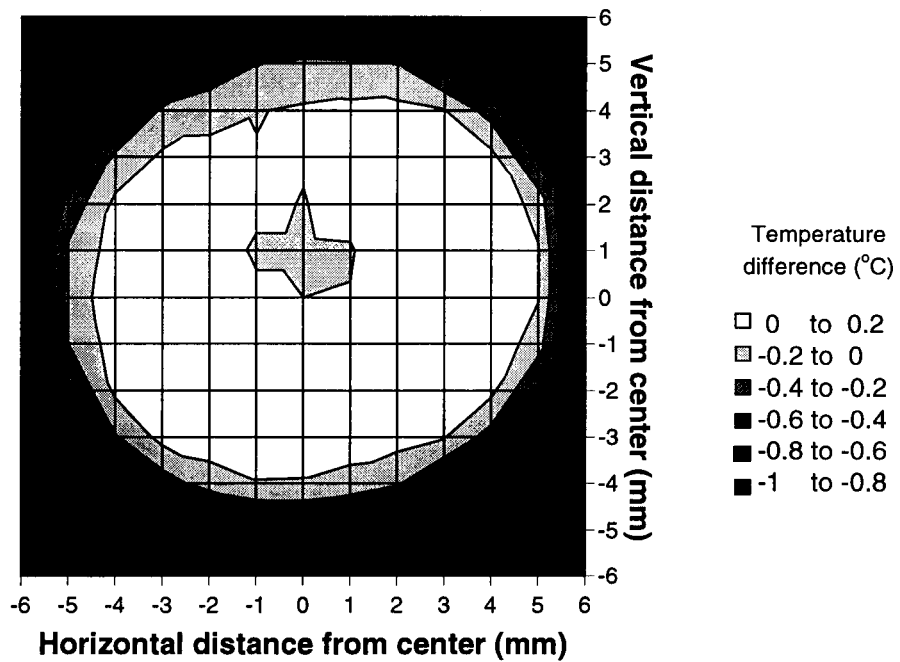 6
5
4
3
2
1
0
-1
-2
-3
-4
-5
-6
Vertical distance from center (mm)
-6 -5 -4 -3 -2 -1 0 1 2 3 4 5 6
Horizontal distance from center (mm)
Temperature
difference (°C)
0 to 0.2
-0.2 to 0
-0.4 to -0.2
-0.6 to -0.4
-0.8 to -0.6
-1 to -0.8